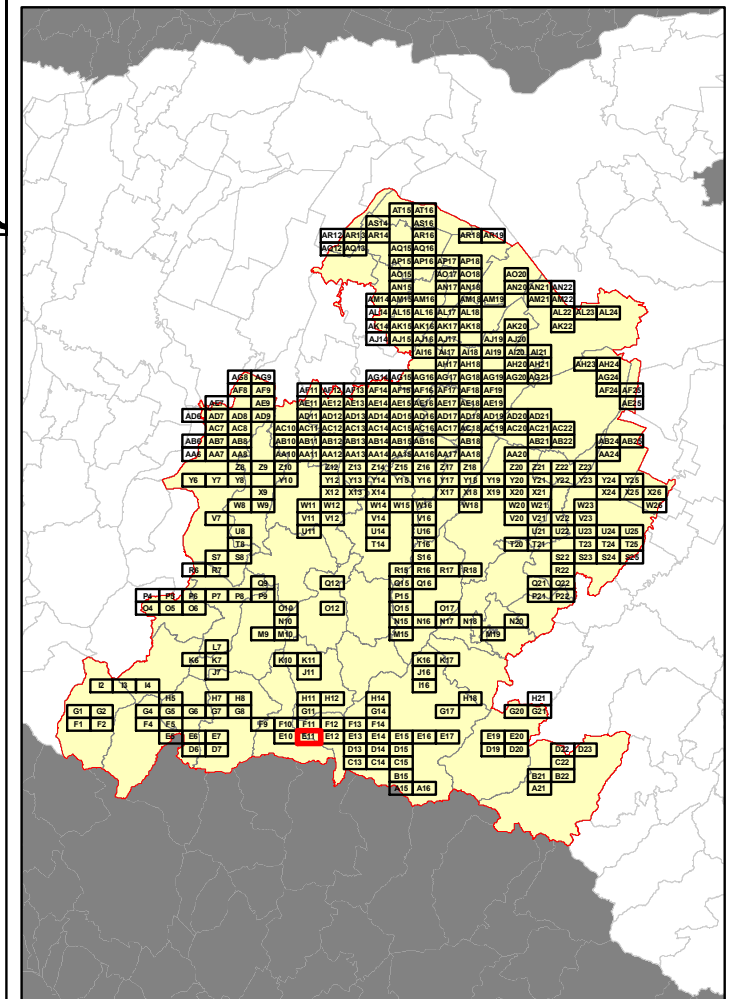 AT15 AT16
AS14 AS16
AR12 AR13 AR14 AR16 AR18 AR19
AQ12 AQ13 AQ15 AQ16
AP15 AP16 AP17 AP18
AO15 AO17 AO18 AO20
AN15 AN17 AN18 AN20 AN21 AN22
AM14 AM15 AM16 AM18 AM19 AM21 AM22
AL14 AL15 AL16 AL17 AL18 AL22 AL23 AL24
AK14 AK15 AK16 AK17 AK18 AK20 AK22
AJ14 AJ15 AJ16 AJ17 AJ19 AJ20
AI16 AI17 AI18 AI19 AI20 AI21
AH17 AH18 AH20 AH21 AH23 AH24
AG8 AG9 AG14 AG15 AG16 AG17 AG18 AG19 AG20 AG21 AG24
AF8 AF9 AF11 AF12 AF13 AF14 AF15 AF16 AF17 AF18 AF19 AF24 AF25
AE7 AE9 AE11 AE12 AE13 AE14 AE15 AE16 AE17 AE18 AE19 AE25
AD6 AD7 AD8 AD9 AD11 AD12 AD13 AD14 AD15 AD16 AD17 AD18 AD19 AD20 AD21
AC7 AC8 AC10 AC11 AC12 AC13 AC14 AC15 AC16 AC17 AC18 AC19 AC20 AC21 AC22
AB6 AB7 AB8 AB10 AB11 AB12 AB13 AB14 AB15 AB16 AB18 AB21 AB22 AB24 AB25
AA6 AA7 AA8 AA10 AA11 AA12 AA13 AA14 AA15 AA16 AA17 AA18 AA20 AA24
Z8 Z9 Z10 Z12 Z13 Z14 Z15 Z16 Z17 Z18 Z20 Z21 Z22 Z23
Y6 Y7 Y8 Y10 Y12 Y13 Y14 Y15 Y16 Y17 Y18 Y19 Y20 Y21 Y22 Y23 Y24 Y25
X9 X12 X13 X14 X17 X18 X19 X20 X21 X24 X25 X26
W8 W9 W11 W12 W14 W15 W16 W18 W20 W21 W23 W26
V7 V11 V12 V14 V16 V20 V21 V22 V23
U8 U11 U14 U16 U21 U22 U23 U24 U25
T8 T14 T16 T20 T21 T23 T24 T25
S7 S8 S16 S22 S23 S24 S25
R6 R7 R15 R16 R17 R18 R22
Q9 Q12 Q15 Q16 Q21 Q22
P4 P5 P6 P7 P8 P9 P15 P21 P22
O4 O5 O6 O10 O12 O15 O17
N10 N15 N16 N17 N18 N20
M9 M10 M15 M19
L7
K6 K7 K10 K11 K16 K17
J7 J11 J16
I2 I3 I4 I16
H5 H7 H8 H11 H12 H14 H18 H21
G1 G2 G4 G5 G6 G7 G8 G11 G14 G17 G20 G21
F1 F2 F4 F5 F9 F10 F11 F12 F13 F14
E5 E6 E7 E10 E11 E12 E13 E14 E15 E16 E17 E19 E20
D6 D7 D13 D14 D15 D19 D20 D22 D23
C13 C14 C15 C22
B15 B21 B22
A15 A16 A21